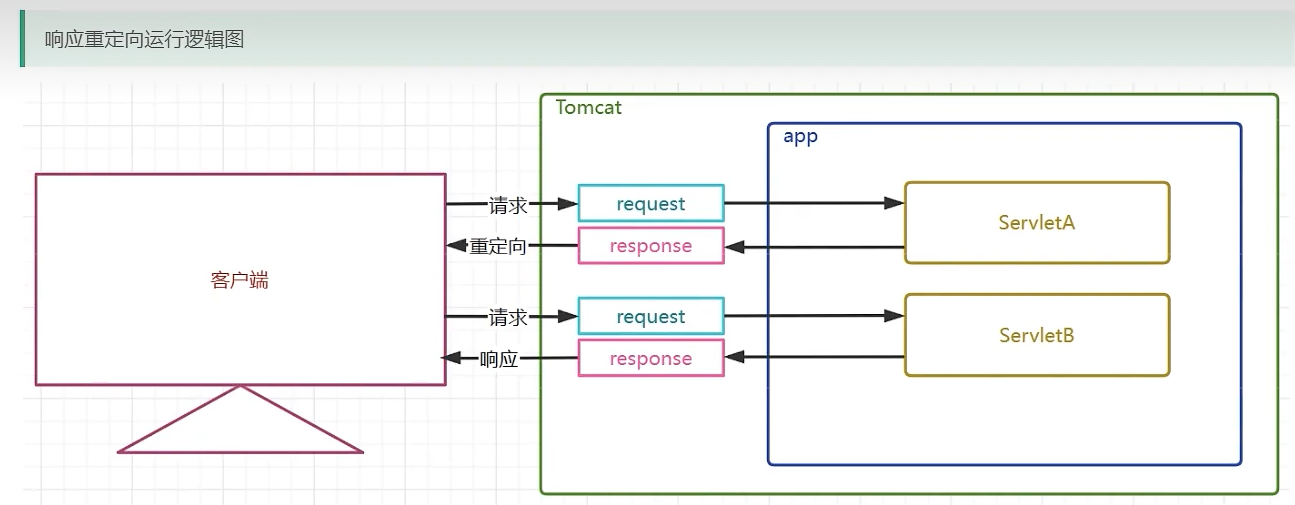 响应重定向运行逻辑图
Tomcat
app
请求
request
ServletA
重定向
response
客户端
请求
request
ServletB
响应
response